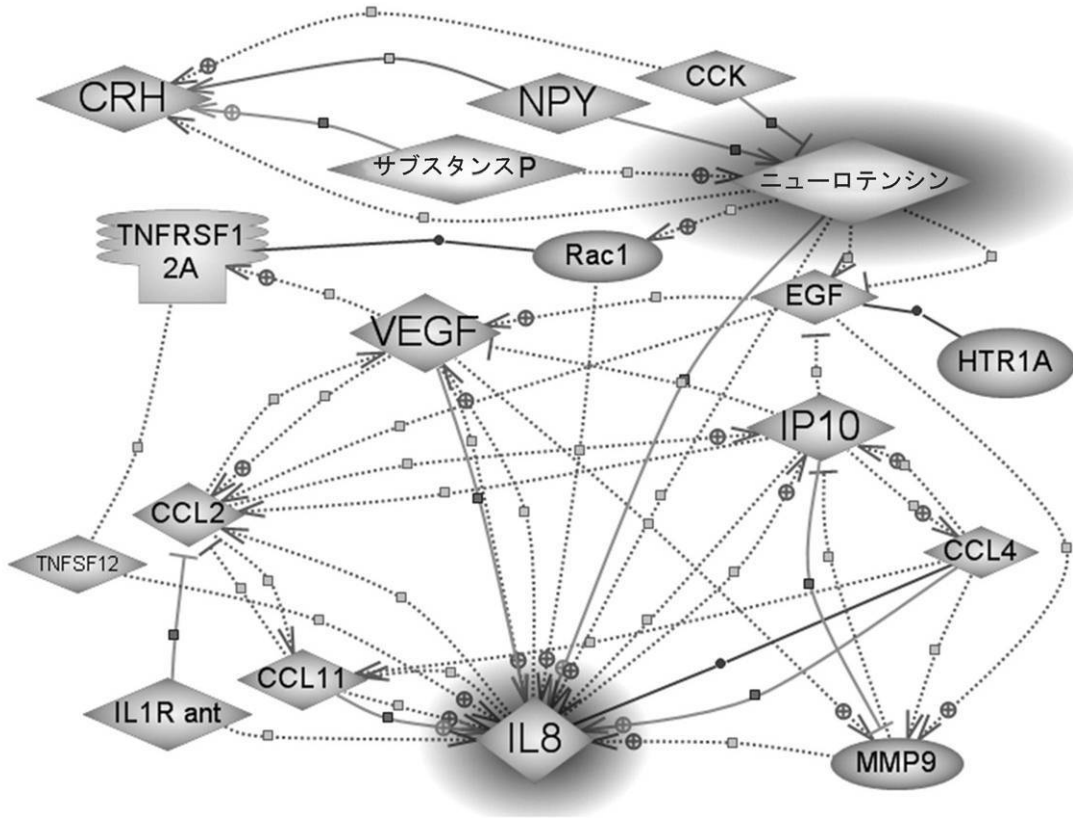 CCK
CRH
NPY
サブスタンスP
ニューロテンシン
TNFRSF1
2A
Rac1
EGF
VEGF
HTR1A
IP10
CCL2
CCL4
TNFSF12
CCL11
IL1R ant
IL8
MMP9